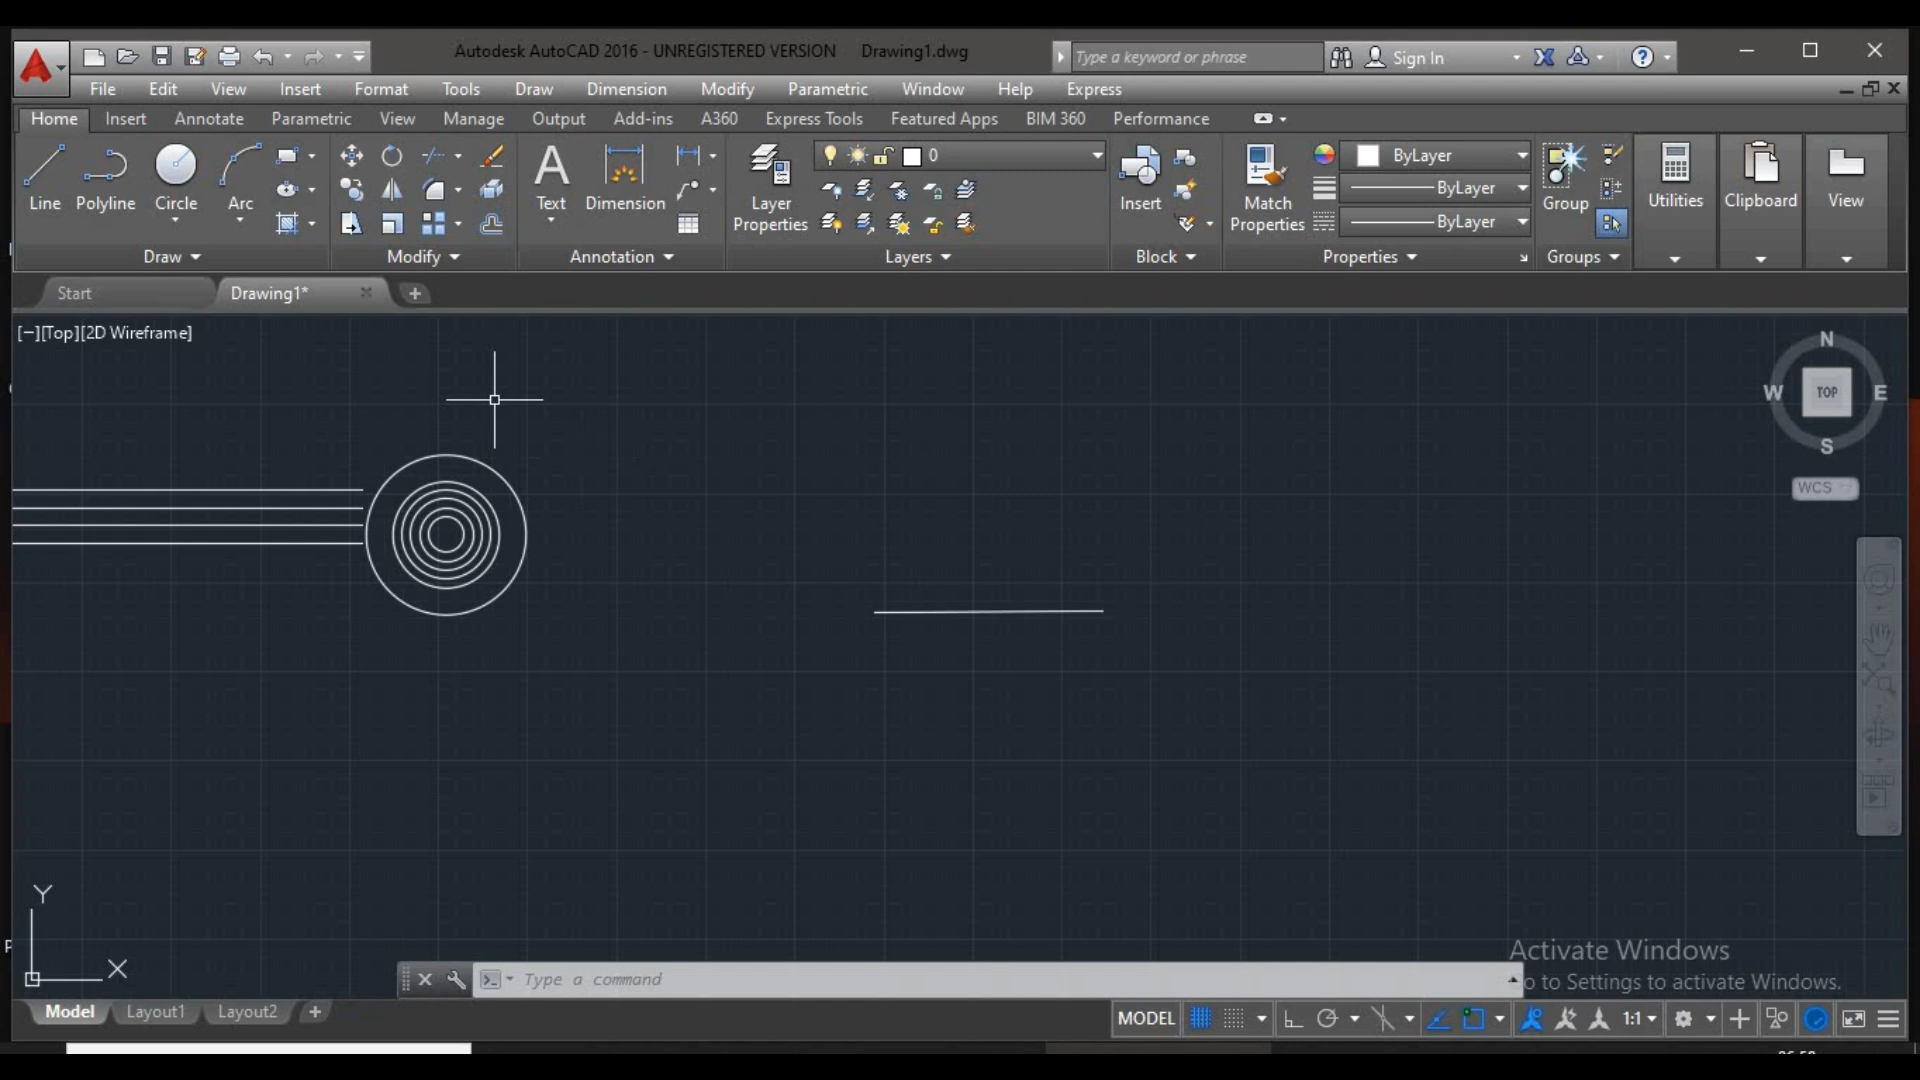 Autodesk AutoCAD 2016 - UNREGISTERED VERSION Drawing1.dwg
Type a keyword or phrase
Sign In
File Edit View Insert Format Tools Draw Dimension Modify Parametric Window Help Express
Home Insert Annotate Parametric View Manage Output Add-ins A360 Express Tools Featured Apps BIM 360 Performance
0
ByLayer
ByLayer
ByLayer
Line Polyline Circle Arc
Text Dimension
Layer Properties
Insert
Match Properties
Group
Utilities Clipboard View
Draw Modify Annotation Layers Block Properties Groups
Start Drawing1*
[−][Top][2D Wireframe]
N
W TOP E
S
WCS
Y
X
Activate Windows
o to Settings to activate Windows.
Type a command
Model Layout1 Layout2
MODEL 1:1